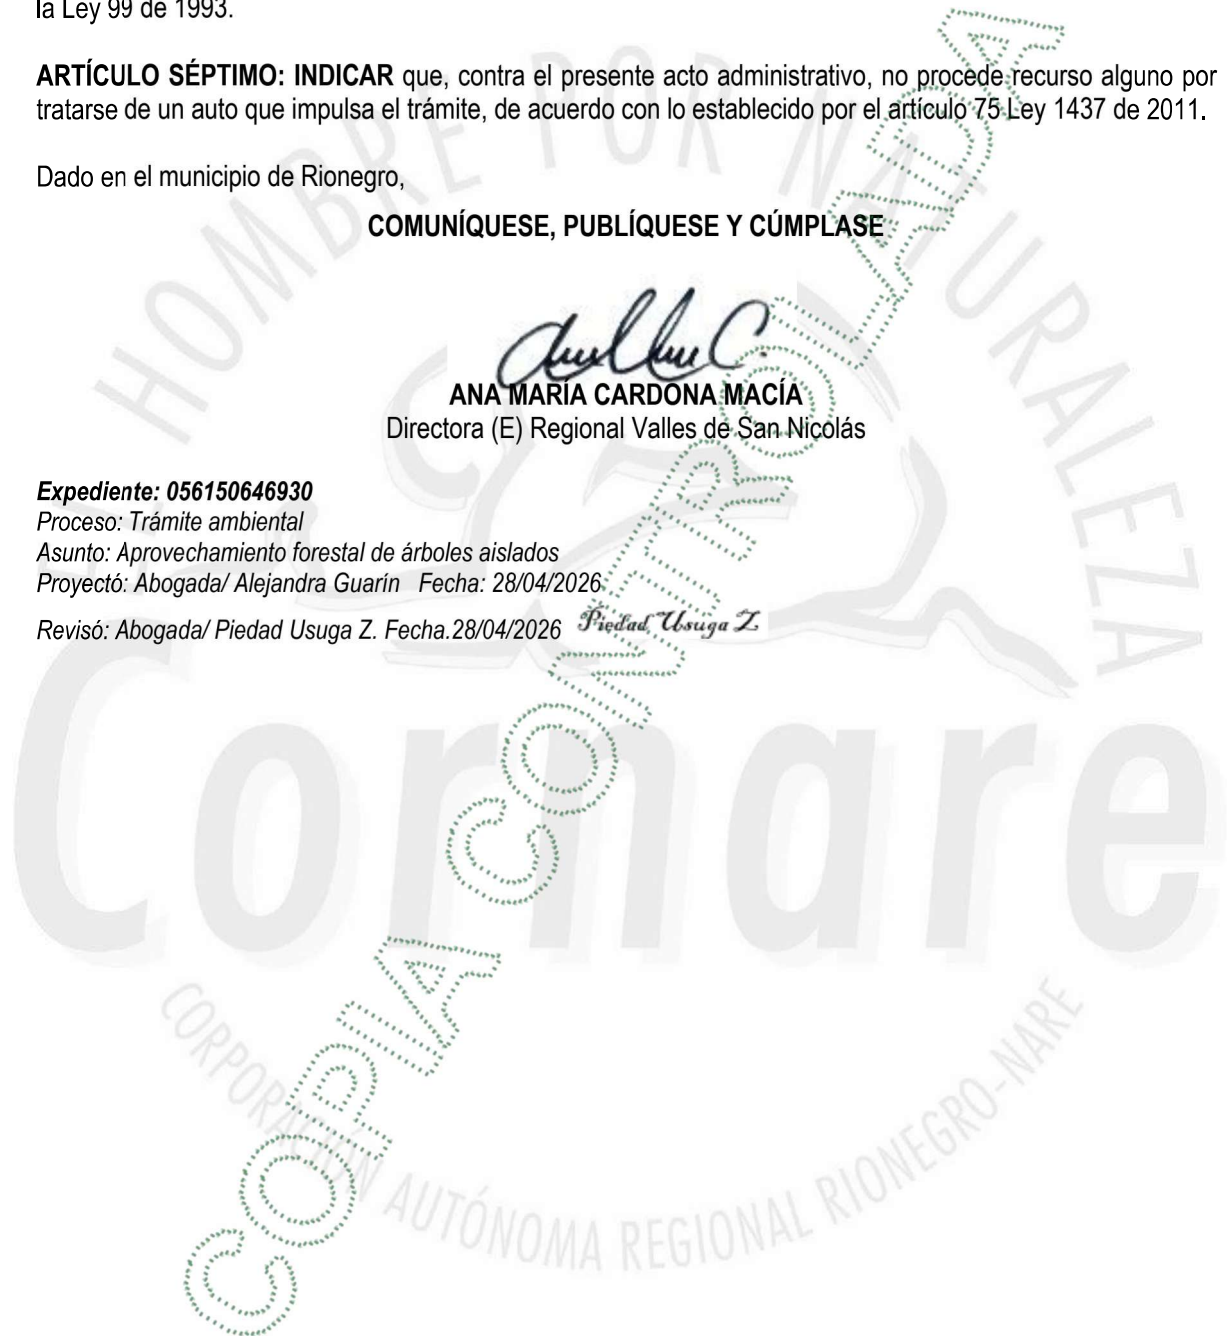 la Ley 99 de 1993.
ARTÍCULO SÉPTIMO: INDICAR que, contra el presente acto administrativo, no procede recurso alguno por
tratarse de un auto que impulsa el trámite, de acuerdo con lo establecido por el artículo 75 Ley 1437 de 2011.
Dado en el municipio de Rionegro,
COMUNÍQUESE, PUBLÍQUESE Y CÚMPLASE
ANA MARÍA CARDONA MACÍA
Directora (E) Regional Valles de San Nicolás
Expediente: 056150646930
Proceso: Trámite ambiental
Asunto: Aprovechamiento forestal de árboles aislados
Proyectó: Abogada/ Alejandra Guarín Fecha: 28/04/2026
Revisó: Abogada/ Piedad Usuga Z. Fecha.28/04/2026 Piedad Usuga Z
COPIA CONTROLADA
EL HOMBRE POR NATURALEZA
Cornare
CORPORACIÓN AUTÓNOMA REGIONAL RIONEGRO-NARE